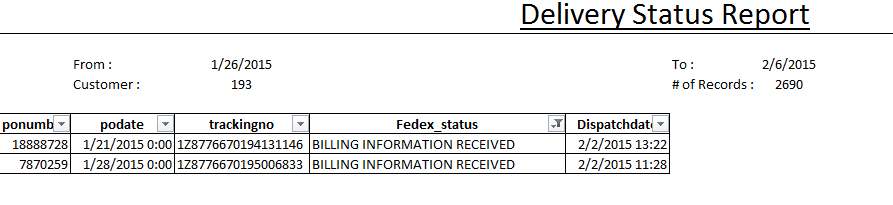 Delivery Status Report
From : 1/26/2015 To : 2/6/2015
Customer : 193 # of Records : 2690
ponumb podate trackingno Fedex_status Dispatchdat
18888728 1/21/2015 0:00 1Z8776670194131146 BILLING INFORMATION RECEIVED 2/2/2015 13:22
7870259 1/28/2015 0:00 1Z8776670195006833 BILLING INFORMATION RECEIVED 2/2/2015 11:28